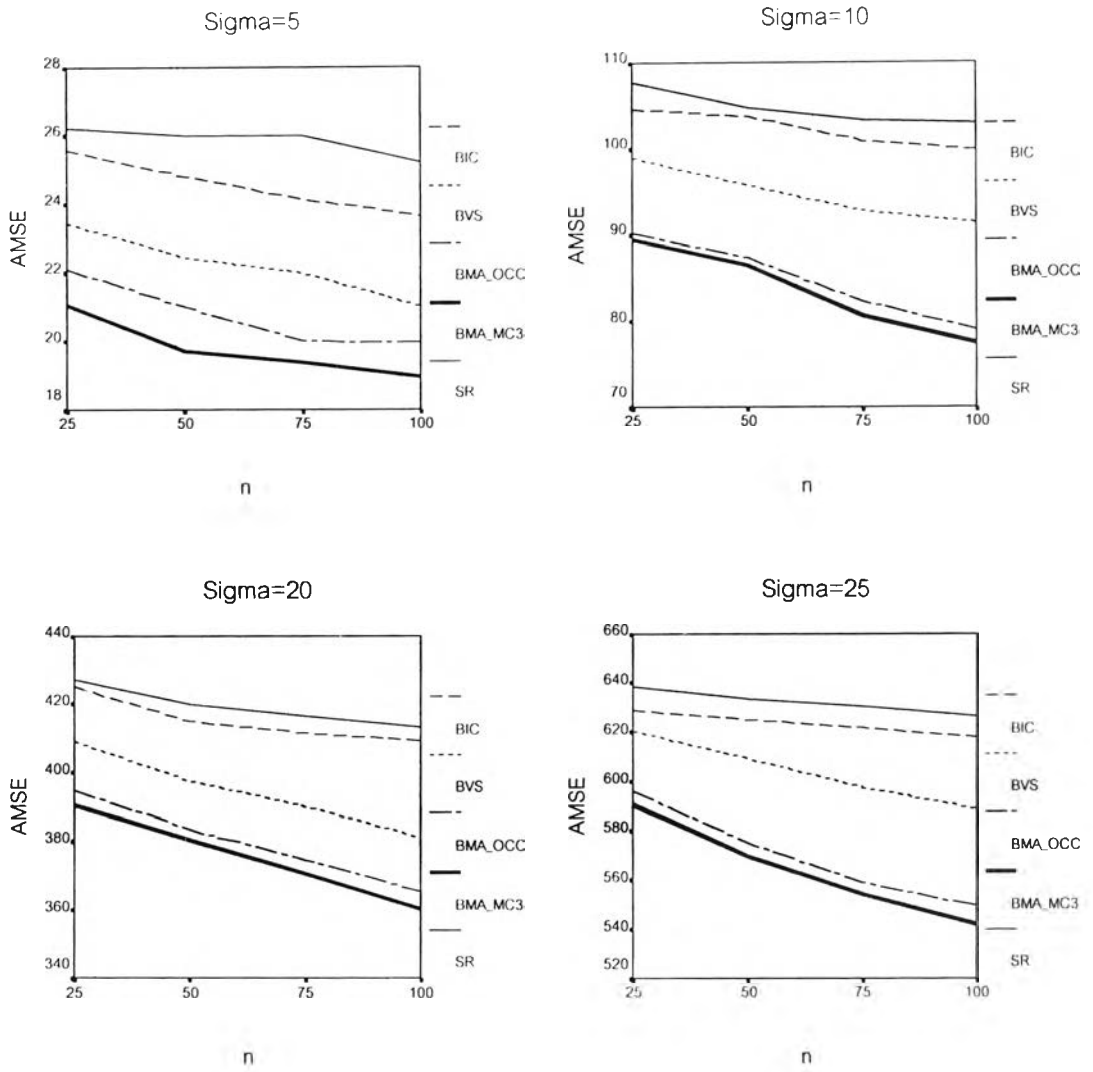 Sigma=5
28
26
24
22
20
18
AMSE
25
50
75
100
n
BIC
BVS
BMA_OCC
BMA_MC3
SR
Sigma=10
110
100
90
80
70
AMSE
25
50
75
100
n
BIC
BVS
BMA_OCC
BMA_MC3
SR
Sigma=20
440
420
400
380
360
340
AMSE
25
50
75
100
n
BIC
BVS
BMA_OCC
BMA_MC3
SR
Sigma=25
660
640
620
600
580
560
540
520
AMSE
25
50
75
100
n
BIC
BVS
BMA_OCC
BMA_MC3
SR